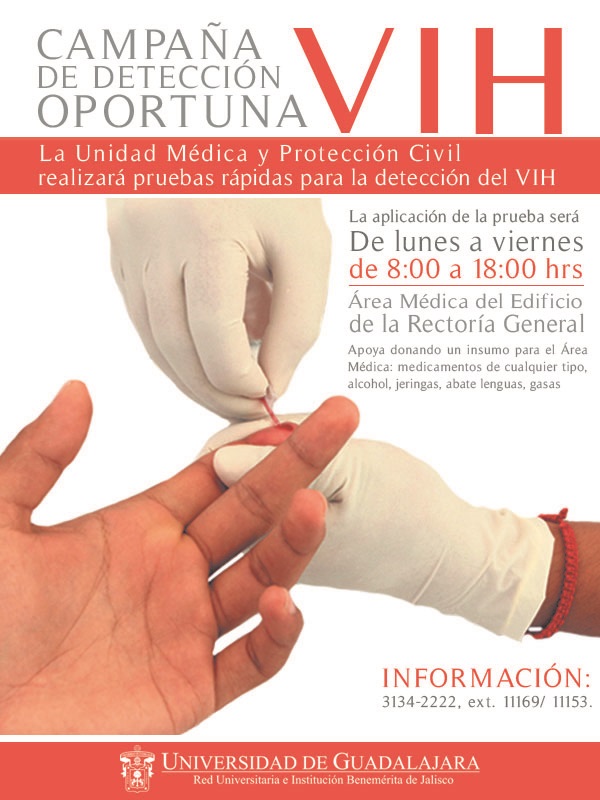 CAMPAÑA
DE DETECCIÓN
OPORTUNA
VIH
La Unidad Médica y Protección Civil
realizará pruebas rápidas para la detección del VIH
La aplicación de la prueba será
De lunes a viernes
de 8:00 a 18:00 hrs
Área Médica del Edificio
de la Rectoría General
Apoya donando un insumo para el Área
Médica: medicamentos de cualquier tipo,
alcohol, jeringas, abate lenguas, gasas
INFORMACIÓN:
3134-2222, ext. 11169/ 11153.
UNIVERSIDAD DE GUADALAJARA
Red Universitaria e Institución Benemérita de Jalisco